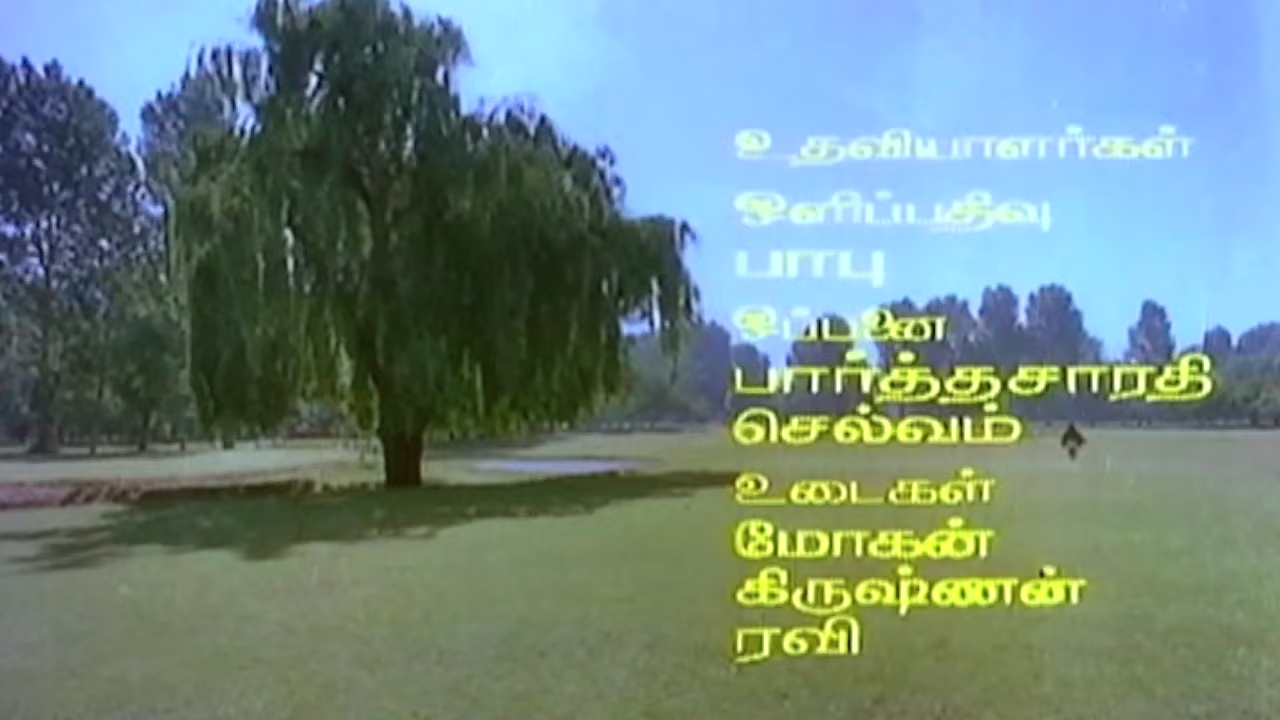 உதவியாளர்கள்
ஒளிப்பதிவு
பாபு
ஒப்பனை
பார்த்தசாரதி
செல்வம்
உடைகள்
மோகன்
கிருஷ்ணன்
ரவி